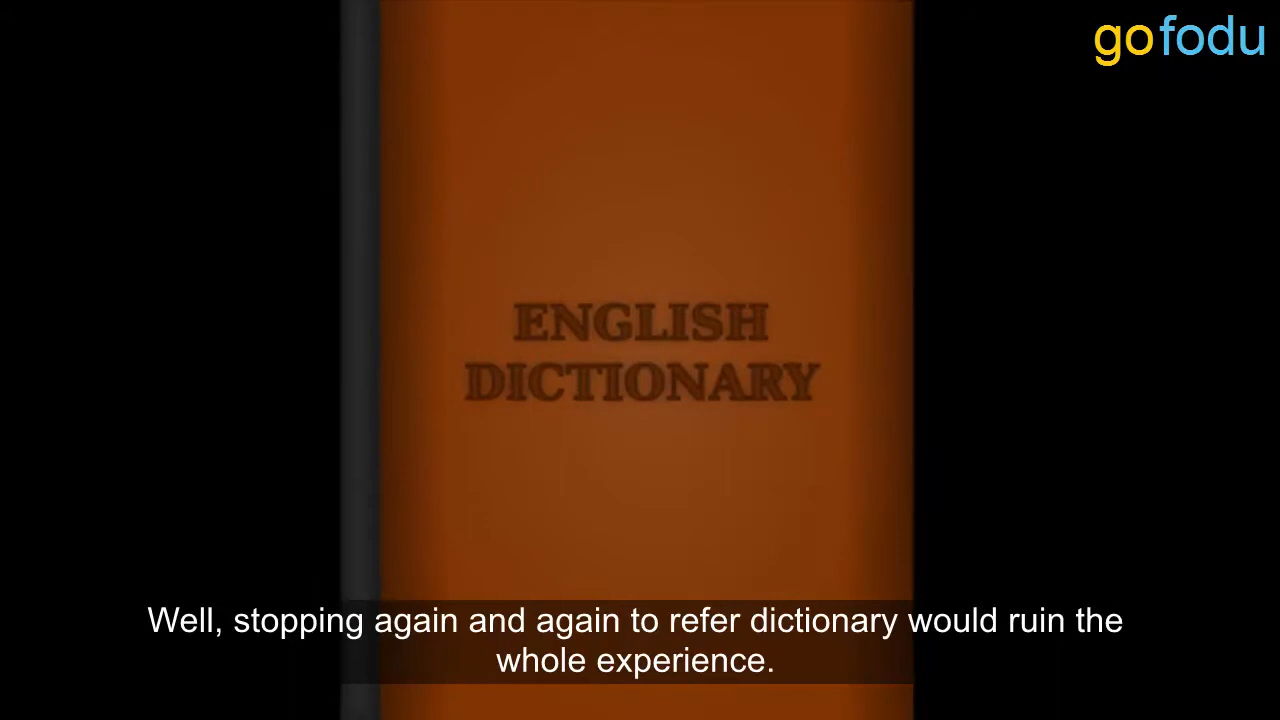 gofodu
ENGLISH
DICTIONARY
Well, stopping again and again to refer dictionary would ruin the
whole experience.